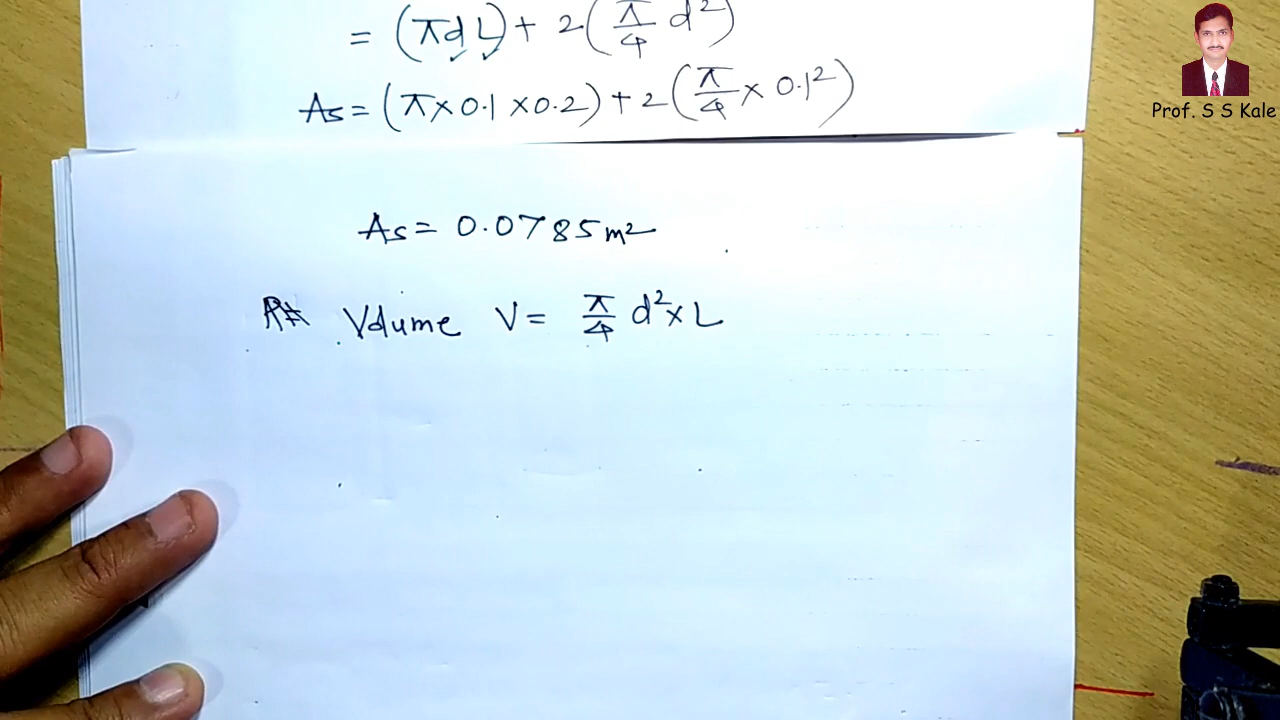 = (πdL) + 2(π/4 d²)
As = (π × 0.1 × 0.2) + 2(π/4 × 0.1²)
Prof. S S Kale
As = 0.0785 m²
Volume V = π/4 d² × L